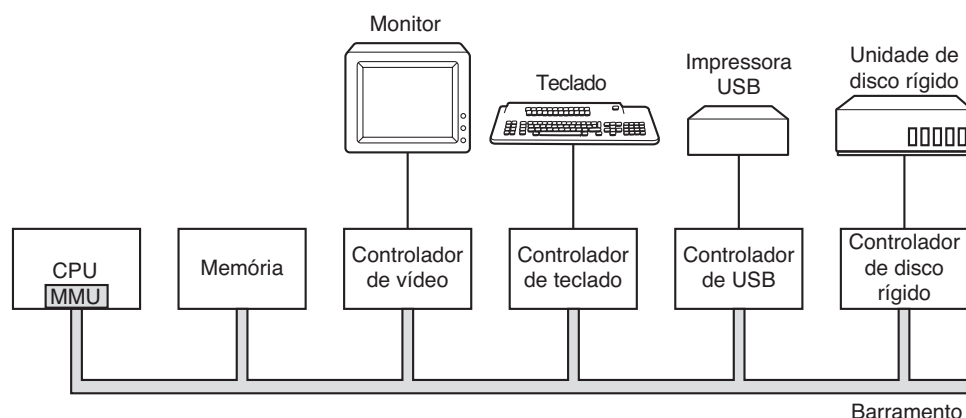 Monitor
Teclado
Impressora
USB
Unidade de
disco rígido
CPU
MMU
Memória
Controlador
de vídeo
Controlador
de teclado
Controlador
de USB
Controlador
de disco
rígido
Barramento